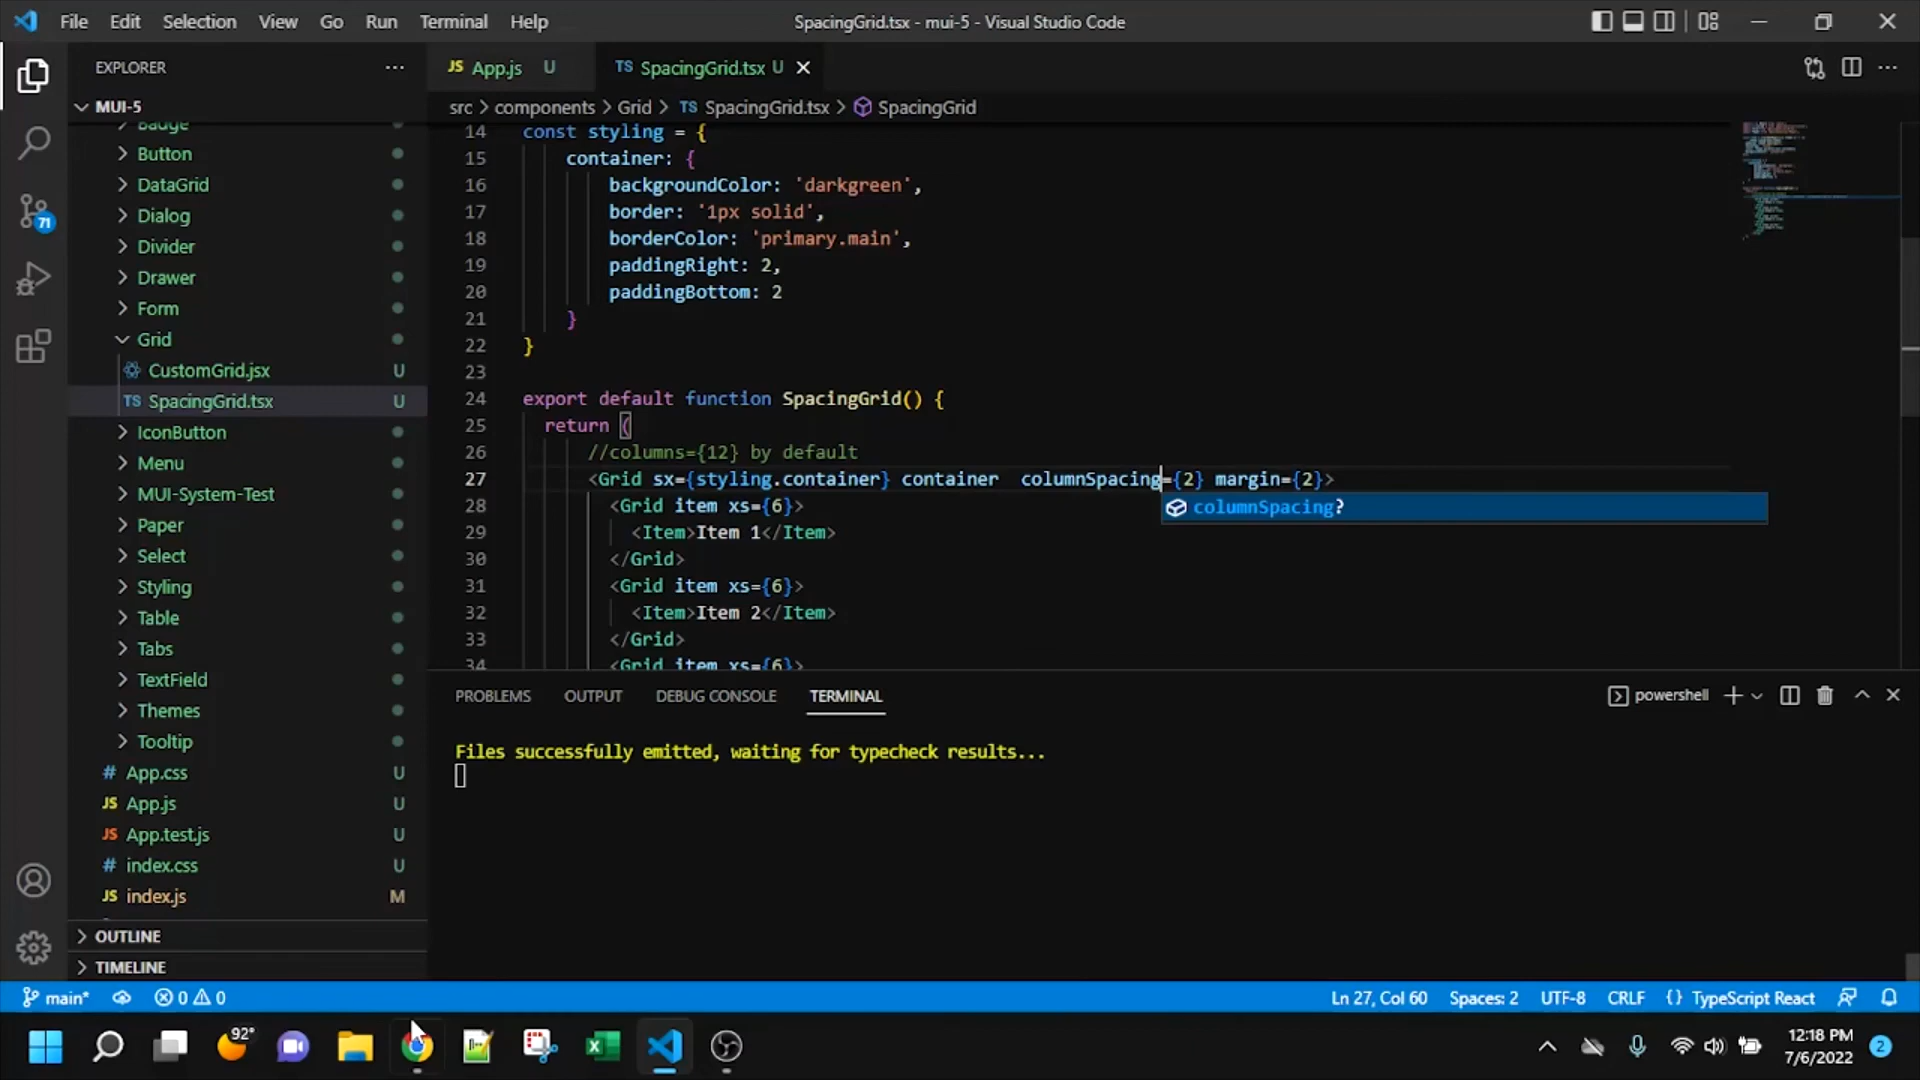 File Edit Selection View Go Run Terminal Help
SpacingGrid.tsx - mui-5 - Visual Studio Code
EXPLORER
MUI-5
Badge
Button
DataGrid
Dialog
Divider
Drawer
Form
Grid
CustomGrid.jsx U
SpacingGrid.tsx U
IconButton
Menu
MUI-System-Test
Paper
Select
Styling
Table
Tabs
TextField
Themes
Tooltip
# App.css U
JS App.js U
JS App.test.js U
# index.css U
JS index.js M
OUTLINE
TIMELINE
71
JS App.js U
TS SpacingGrid.tsx U
src > components > Grid > TS SpacingGrid.tsx > SpacingGrid
14 const styling = {
15 container: {
16 backgroundColor: 'darkgreen',
17 border: '1px solid',
18 borderColor: 'primary.main',
19 paddingRight: 2,
20 paddingBottom: 2
21 }
22 }
23
24 export default function SpacingGrid() {
25 return (
26 //columns={12} by default
27 <Grid sx={styling.container} container  columnSpacing={2} margin={2}>
columnSpacing?
28 <Grid item xs={6}>
29 <Item>Item 1</Item>
30 </Grid>
31 <Grid item xs={6}>
32 <Item>Item 2</Item>
33 </Grid>
34 <Grid item xs={6}>
PROBLEMS OUTPUT DEBUG CONSOLE TERMINAL
powershell
Files successfully emitted, waiting for typecheck results...
main* 0 0
Ln 27, Col 60 Spaces: 2 UTF-8 CRLF {} TypeScript React
92°
12:18 PM
7/6/2022
2